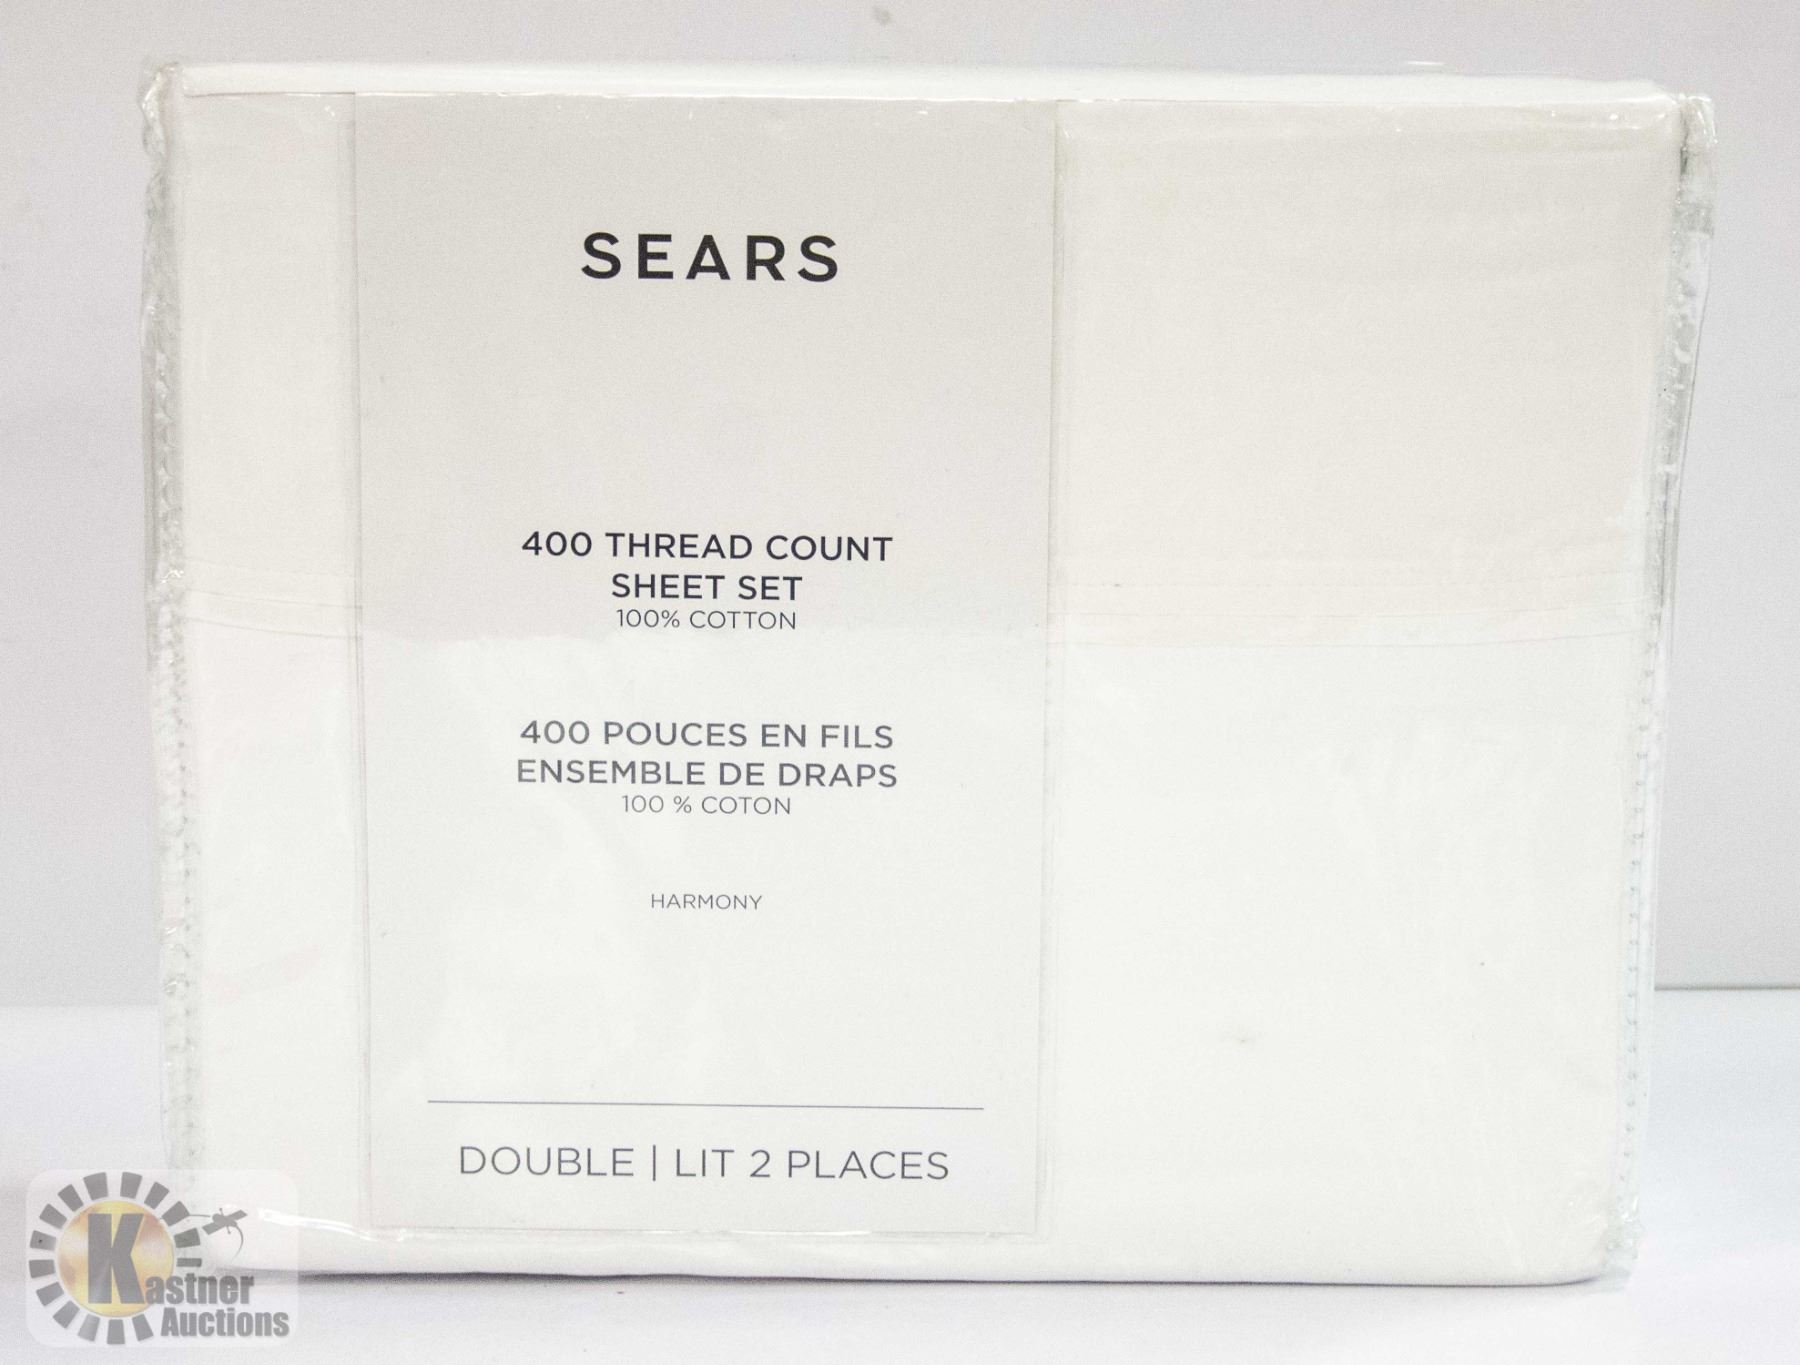 SEARS
400 THREAD COUNT
SHEET SET
100% COTTON
400 POUCES EN FILS
ENSEMBLE DE DRAPS
100 % COTON
HARMONY
DOUBLE | LIT 2 PLACES
Kastner
Auctions